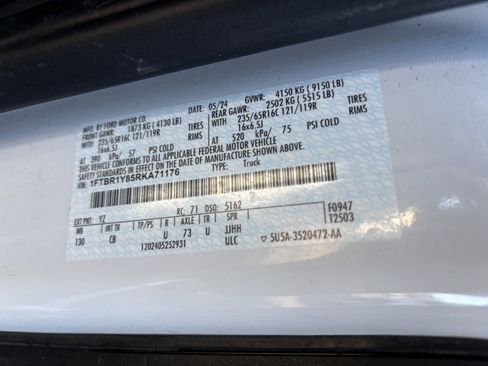 MFD. BY FORD MOTOR CO.
05/24 GVWR: 4150 KG ( 9150 LB)
FRONT GAWR: 1873 KG ( 4130 LB) REAR GAWR: 2502 KG ( 5515 LB)
235/65R16C 121/119R TIRES 235/65R16C 121/119R TIRES
16x6.5J RIMS 16x6.5J RIMS
AT 390 kPa/ 57 PSI COLD AT 520 kPa/ 75 PSI COLD
THIS VEHICLE CONFORMS TO ALL APPLICABLE FEDERAL MOTOR VEHICLE
SAFETY STANDARDS IN EFFECT ON THE DATE OF MANUFACTURE SHOWN ABOVE.
VIN: 1FTBR1Y85RKA71176
TYPE: Truck
EXT PNT: YZ RC: 71 DSO: 5162 F0947
WB TP/PS R AXLE TR SPR T2503
130 CB U 73 U JJHH
1202405252931 ULC ▽ 5U5A-3520472-AA